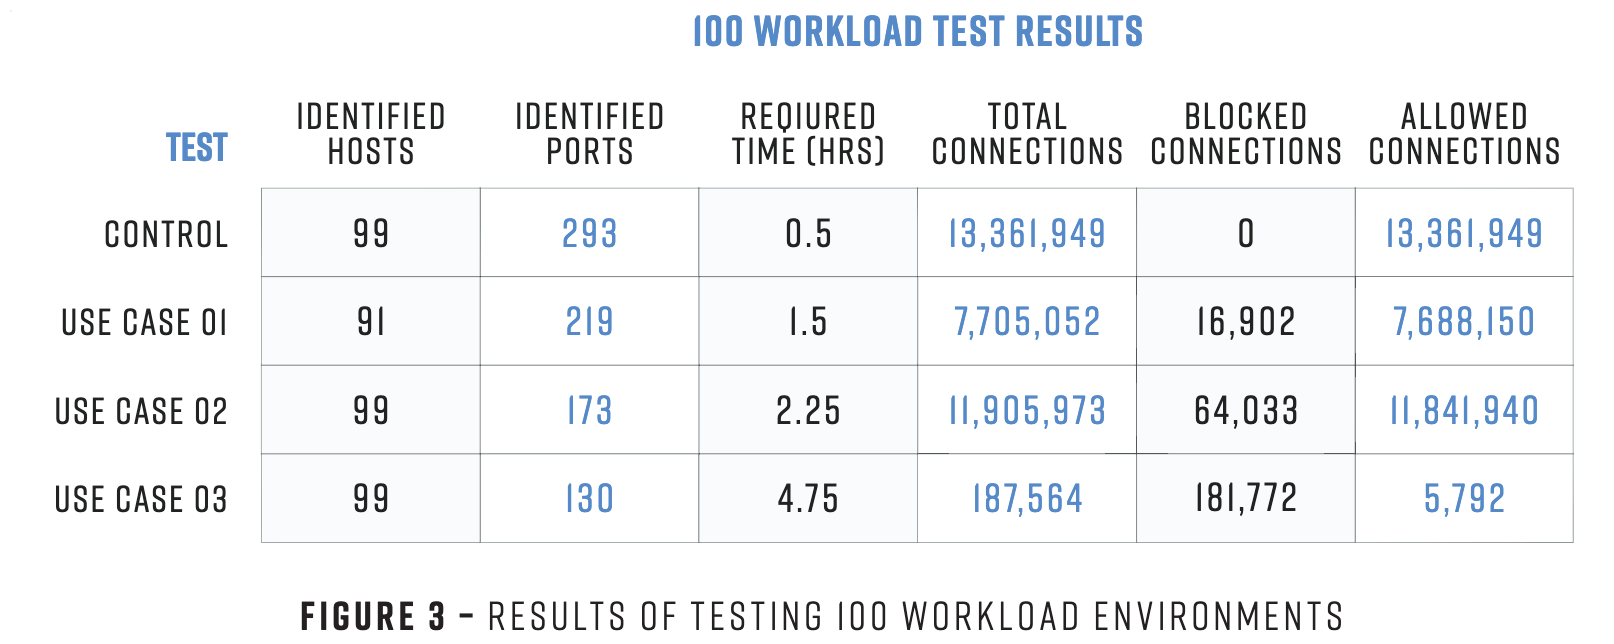 100 WORKLOAD TEST RESULTS
TEST IDENTIFIED HOSTS IDENTIFIED PORTS REQIURED TIME (HRS) TOTAL CONNECTIONS BLOCKED CONNECTIONS ALLOWED CONNECTIONS
CONTROL 99 293 0.5 13,361,949 0 13,361,949
USE CASE 01 91 219 1.5 7,705,052 16,902 7,688,150
USE CASE 02 99 173 2.25 11,905,973 64,033 11,841,940
USE CASE 03 99 130 4.75 187,564 181,772 5,792
FIGURE 3 – RESULTS OF TESTING 100 WORKLOAD ENVIRONMENTS